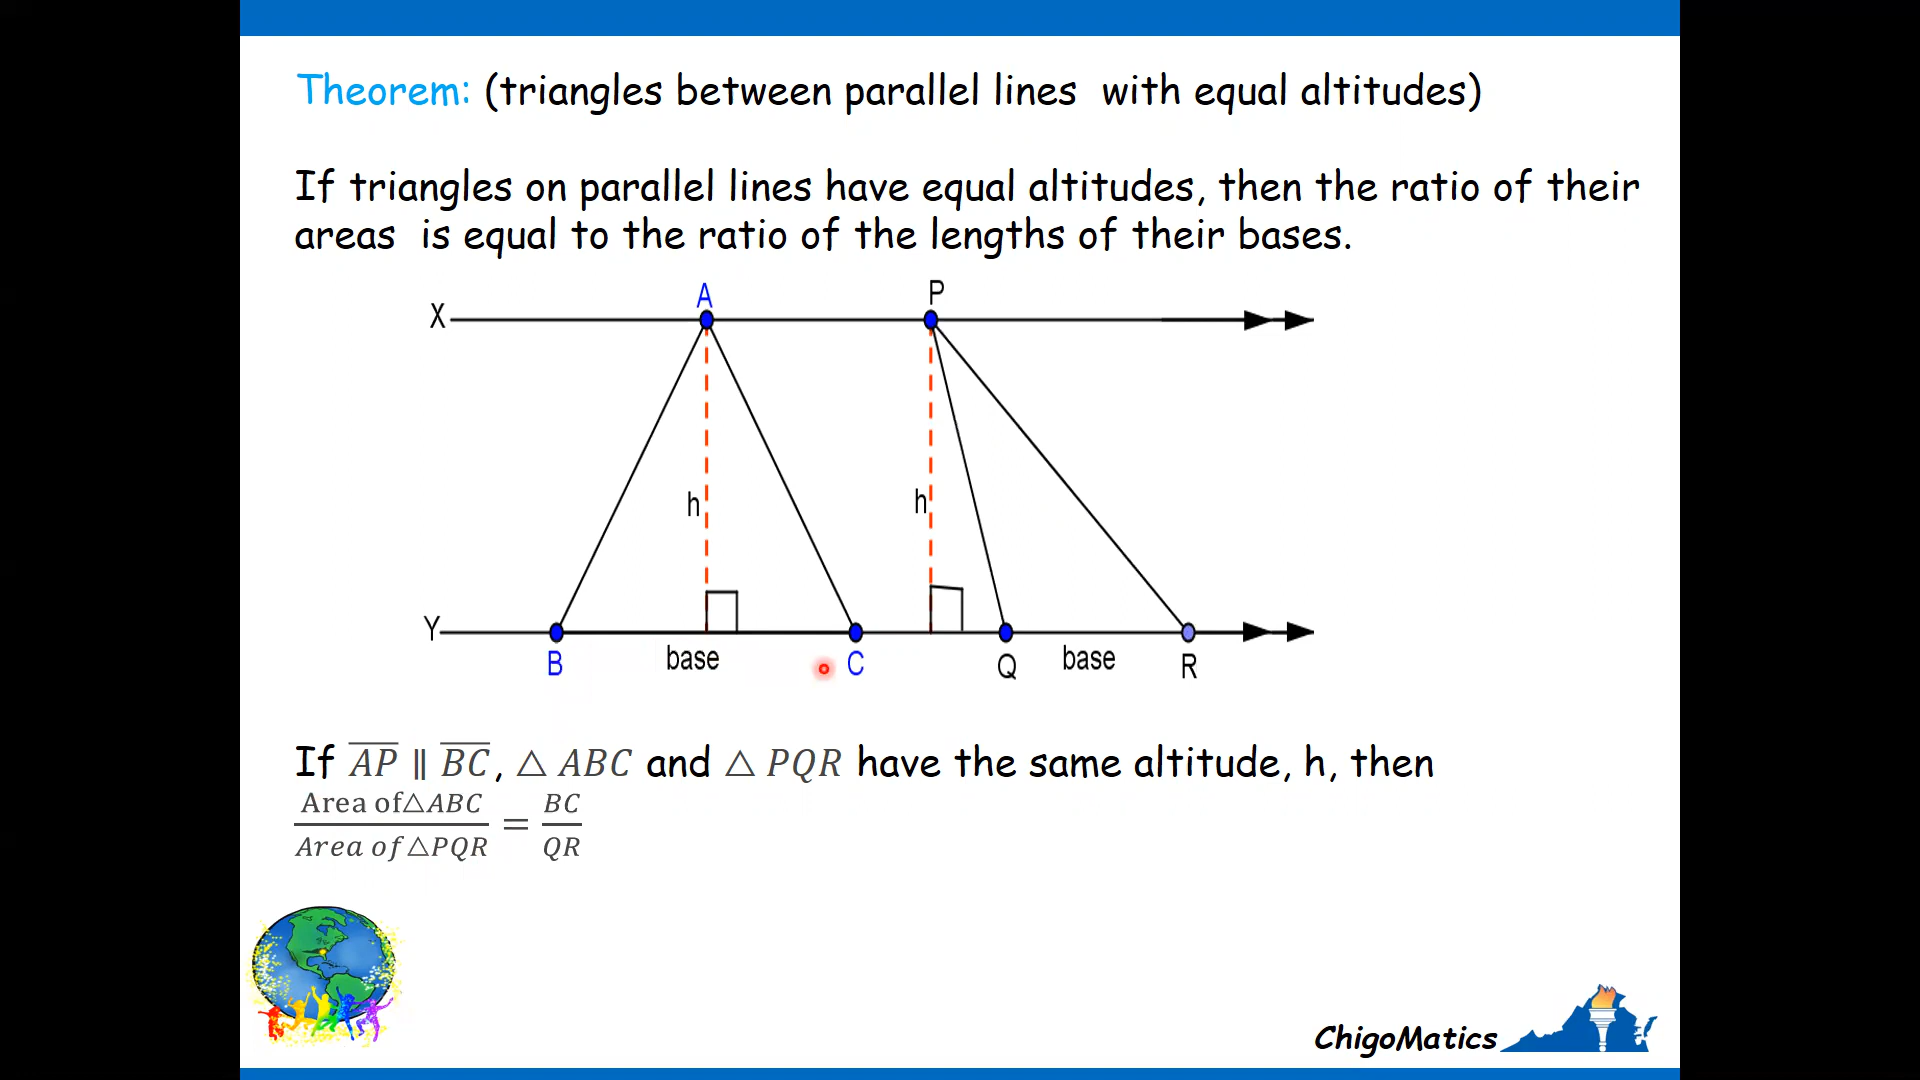 Theorem: (triangles between parallel lines with equal altitudes)
If triangles on parallel lines have equal altitudes, then the ratio of their
areas is equal to the ratio of the lengths of their bases.
A P
X
h h
Y
B base C Q base R
If A̅P̅ ∥ B̅C̅, △ ABC and △ PQR have the same altitude, h, then
Area of△ABC / Area of△PQR = BC / QR
ChigoMatics